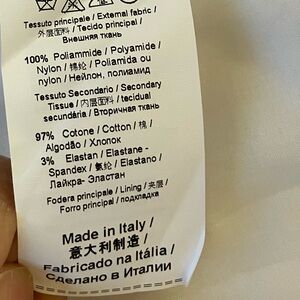 Tessuto principale / External fabric /
外层面料 / Tecido principal /
Внешняя ткань
100% Poliammide / Polyamide /
Nylon / 锦纶 / Poliamida ou
nylon / Нейлон, полиамид
Tessuto Secondario / Secondary
Tissue / 内层面料 / tecidual
secundária / Вторичная ткань
97% Cotone / Cotton / 棉 /
Algodão / Хлопок
3% Elastan / Elastane -
Spandex / 氨纶 / Elastano /
Лайкра- Эластан
Fodera principale / Lining / 夹层 /
Forro principal / подкладка
Made in Italy /
意大利制造 /
Fabricado na Itália /
Сделано в Италии